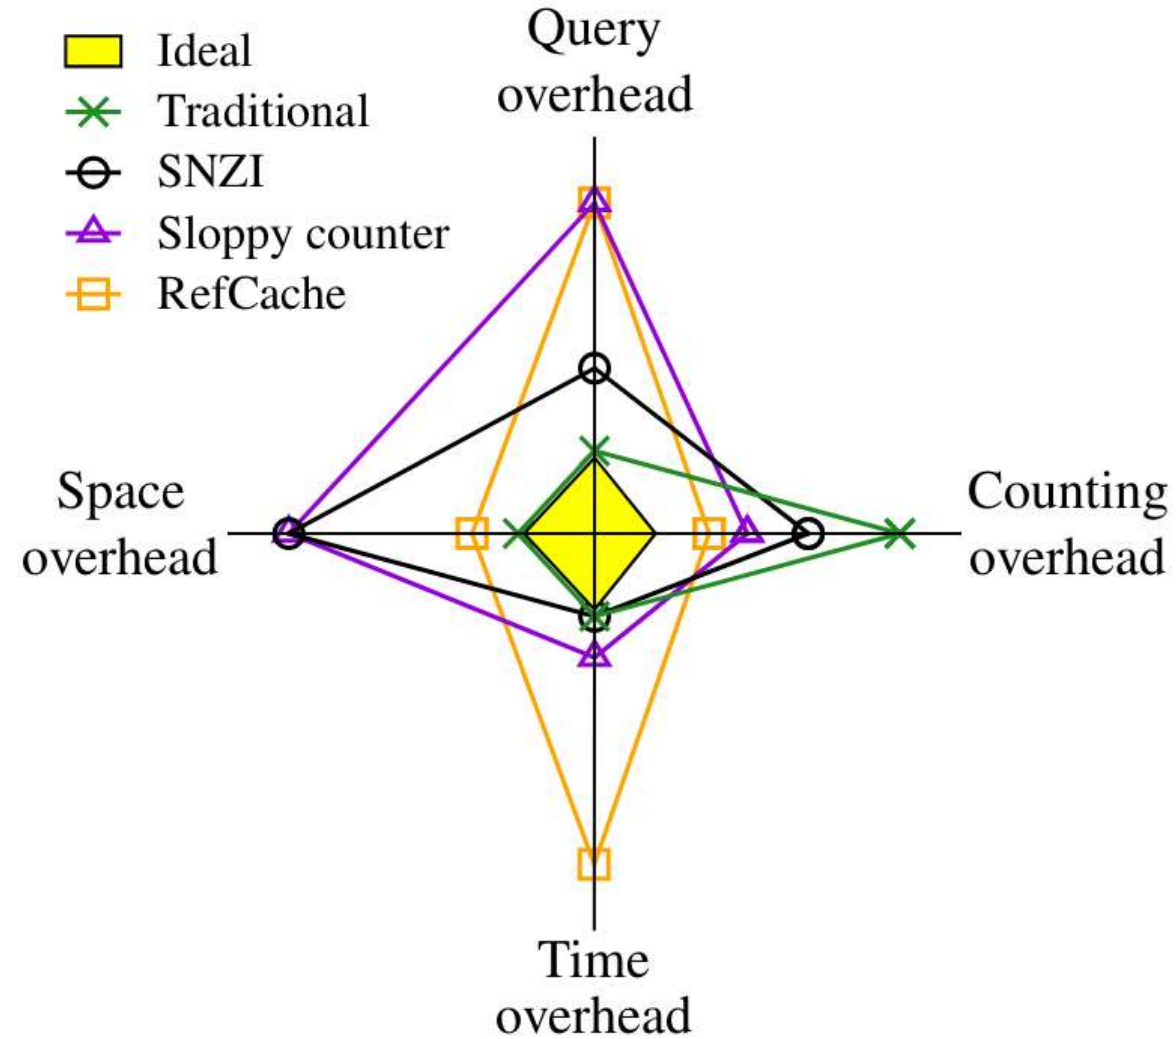 Ideal
Traditional
SNZI
Sloppy counter
RefCache
Query
overhead
Space
overhead
Counting
overhead
Time
overhead